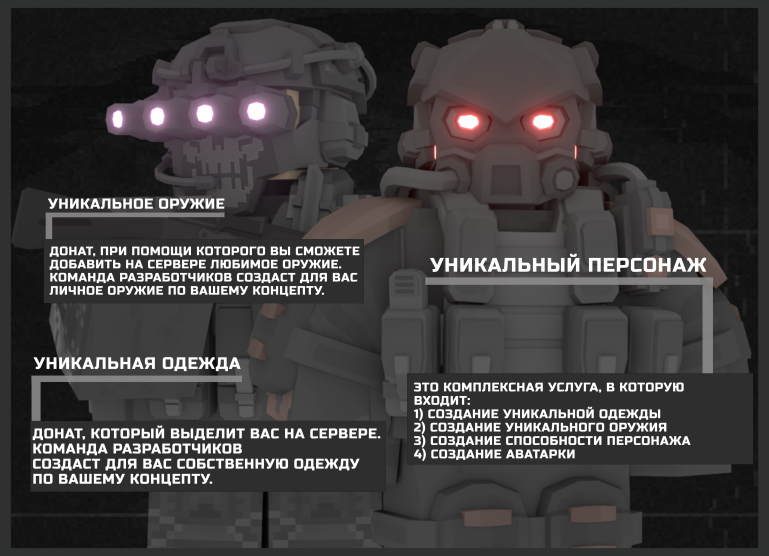 УНИКАЛЬНОЕ ОРУЖИЕ
ДОНАТ, ПРИ ПОМОЩИ КОТОРОГО ВЫ СМОЖЕТЕ
ДОБАВИТЬ НА СЕРВЕРЕ ЛЮБИМОЕ ОРУЖИЕ.
КОМАНДА РАЗРАБОТЧИКОВ СОЗДАСТ ДЛЯ ВАС
ЛИЧНОЕ ОРУЖИЕ ПО ВАШЕМУ КОНЦЕПТУ.
УНИКАЛЬНАЯ ОДЕЖДА
ДОНАТ, КОТОРЫЙ ВЫДЕЛИТ ВАС НА СЕРВЕРЕ.
КОМАНДА РАЗРАБОТЧИКОВ
СОЗДАСТ ДЛЯ ВАС СОБСТВЕННУЮ ОДЕЖДУ
ПО ВАШЕМУ КОНЦЕПТУ.
УНИКАЛЬНЫЙ ПЕРСОНАЖ
ЭТО КОМПЛЕКСНАЯ УСЛУГА, В КОТОРУЮ
ВХОДИТ:
1) СОЗДАНИЕ УНИКАЛЬНОЙ ОДЕЖДЫ
2) СОЗДАНИЕ УНИКАЛЬНОГО ОРУЖИЯ
3) СОЗДАНИЕ СПОСОБНОСТИ ПЕРСОНАЖА
4) СОЗДАНИЕ АВАТАРКИ